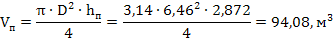 Vп = π · D² · hп / 4 = 3,14 · 6,46² · 2,872 / 4 = 94,08, м³